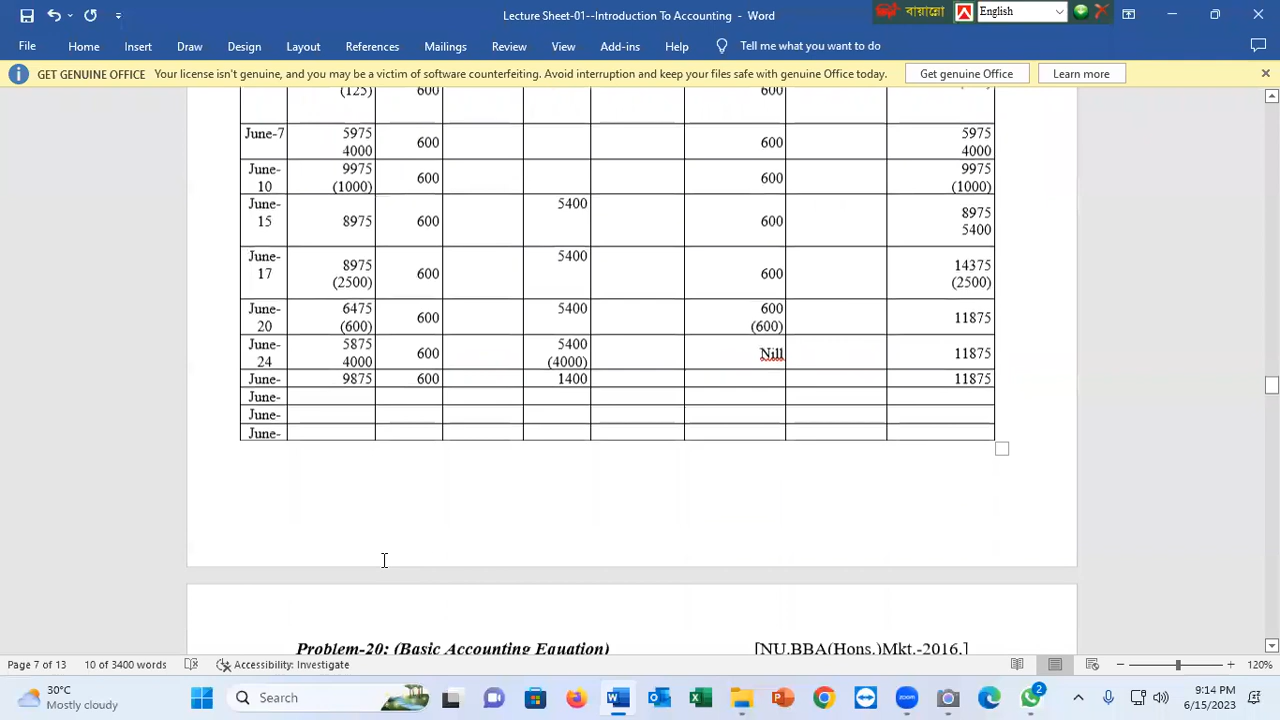 Lecture Sheet-01--Introduction To Accounting - Word
বায়ান্নো
English
File Home Insert Draw Design Layout References Mailings Review View Add-ins Help Tell me what you want to do
GET GENUINE OFFICE Your license isn't genuine, and you may be a victim of software counterfeiting. Avoid interruption and keep your files safe with genuine Office today. Get genuine Office Learn more
(125) 600 600
June-7 5975 4000 600 600 5975 4000
June-10 9975 (1000) 600 600 9975 (1000)
June-15 8975 600 5400 600 8975 5400
June-17 8975 (2500) 600 5400 600 14375 (2500)
June-20 6475 (600) 600 5400 600 (600) 11875
June-24 5875 4000 600 5400 (4000) Nill 11875
June- 9875 600 1400 11875
June-
June-
June-
Problem-20: (Basic Accounting Equation) [NU.BBA(Hons.)Mkt.-2016.]
Page 7 of 13 10 of 3400 words Accessibility: Investigate 120%
30°C
Mostly cloudy
Search
2
9:14 PM
6/15/2023